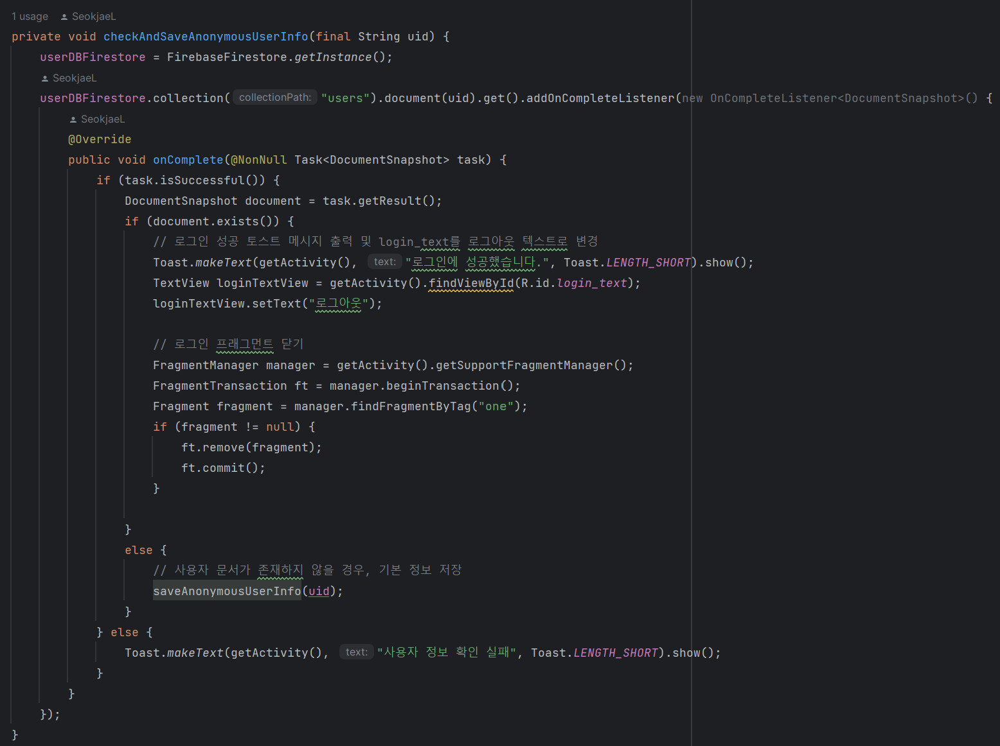 1 usage SeokjaeL
private void checkAndSaveAnonymousUserInfo(final String uid) {
userDBFirestore = FirebaseFirestore.getInstance();
SeokjaeL
userDBFirestore.collection( collectionPath: "users").document(uid).get().addOnCompleteListener(new OnCompleteListener<DocumentSnapshot>() {
SeokjaeL
@Override
public void onComplete(@NonNull Task<DocumentSnapshot> task) {
if (task.isSuccessful()) {
DocumentSnapshot document = task.getResult();
if (document.exists()) {
// 로그인 성공 토스트 메시지 출력 및 login_text를 로그아웃 텍스트로 변경
Toast.makeText(getActivity(), text: "로그인에 성공했습니다.", Toast.LENGTH_SHORT).show();
TextView loginTextView = getActivity().findViewById(R.id.login_text);
loginTextView.setText("로그아웃");
// 로그인 프래그먼트 닫기
FragmentManager manager = getActivity().getSupportFragmentManager();
FragmentTransaction ft = manager.beginTransaction();
Fragment fragment = manager.findFragmentByTag("one");
if (fragment != null) {
ft.remove(fragment);
ft.commit();
}
}
else {
// 사용자 문서가 존재하지 않을 경우, 기본 정보 저장
saveAnonymousUserInfo(uid);
}
} else {
Toast.makeText(getActivity(), text: "사용자 정보 확인 실패", Toast.LENGTH_SHORT).show();
}
}
});
}